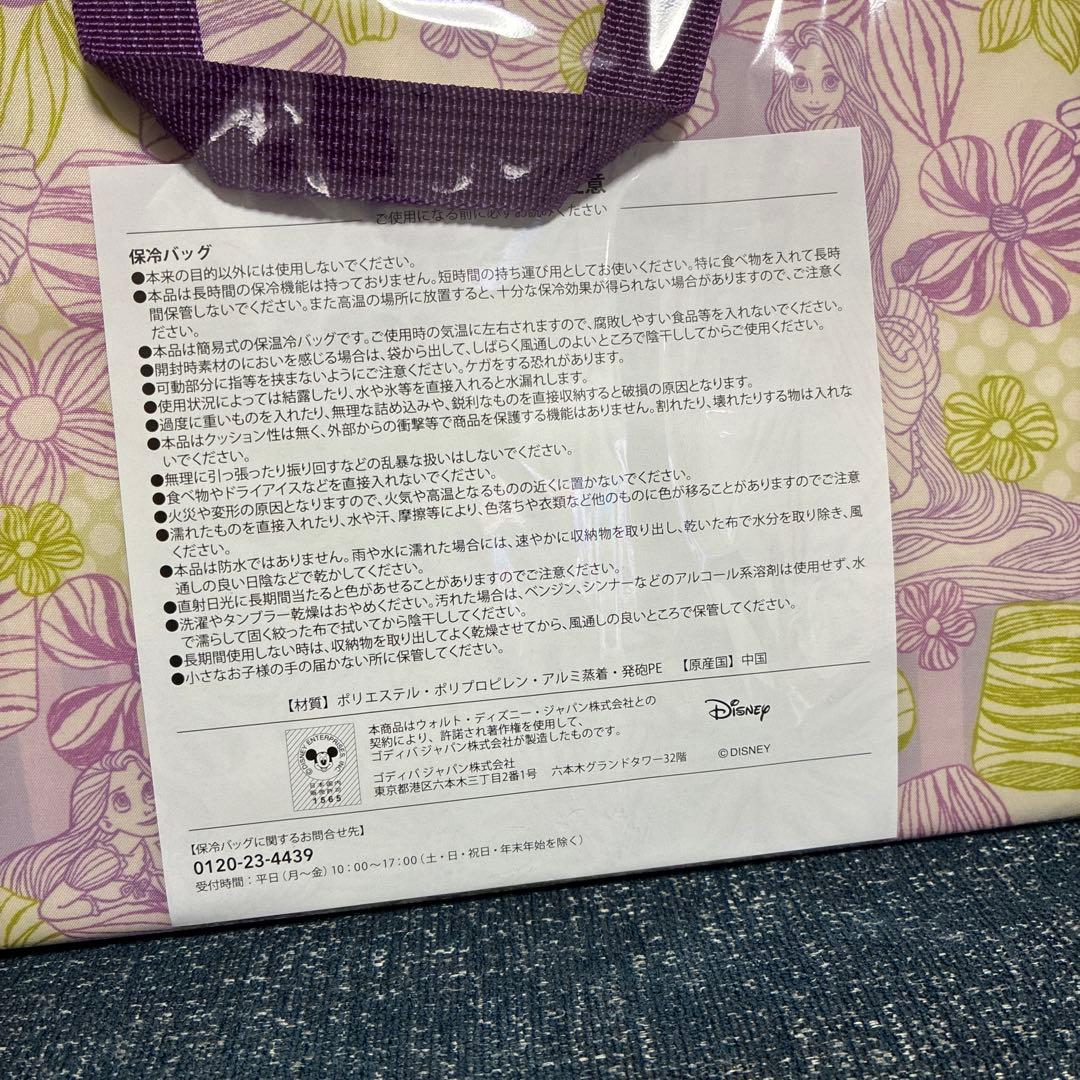 意
ご使用になる前に必ずお読みください
保冷バッグ
●本来の目的以外には使用しないでください。
●本品は長時間の保冷機能は持っておりません。短時間の持ち運び用としてお使いください。特に食べ物を入れて長時
間保管しないでください。また高温の場所に放置すると、十分な保冷効果が得られない場合がありますので、ご注意く
ださい。
●本品は簡易式の保温冷バッグです。ご使用時の気温に左右されますので、腐敗しやすい食品等を入れないでください。
●開封時素材のにおいを感じる場合は、袋から出して、しばらく風通しのよいところで陰干ししてからご使用ください。
●可動部分に指等を挟まないようにご注意ください。ケガをする恐れがあります。
●使用状況によっては結露したり、水や氷等を直接入れると水漏れします。
●過度に重いものを入れたり、無理な詰め込みや、鋭利なものを直接収納すると破損の原因となります。
●本品はクッション性は無く、外部からの衝撃等で商品を保護する機能はありません。割れたり、壊れたりする物は入れな
いでください。
●無理に引っ張ったり振り回すなどの乱暴な扱いはしないでください。
●食べ物やドライアイスなどを直接入れないでください。
●火災や変形の原因となりますので、火気や高温となるものの近くに置かないでください。
●濡れたものを直接入れたり、水や汗、摩擦等により、色落ちや衣類など他のものに色が移ることがありますのでご注意
ください。
●本品は防水ではありません。雨や水に濡れた場合には、速やかに収納物を取り出し、乾いた布で水分を取り除き、風
通しの良い日陰などで乾かしてください。
●直射日光に長期間当たると色があせることがありますのでご注意ください。
●洗濯やタンブラー乾燥はおやめください。汚れた場合は、ベンジン、シンナーなどのアルコール系溶剤は使用せず、水
で濡らして固く絞った布で拭いてから陰干ししてください。
●長期間使用しない時は、収納物を取り出してよく乾燥させてから、風通しの良いところで保管してください。
●小さなお子様の手の届かない所に保管してください。
【材質】ポリエステル・ポリプロピレン・アルミ蒸着・発砲PE 【原産国】中国
©DISNEY ENTERPRISES, INC.
日本国内
販売許可
1565
本商品はウォルト・ディズニー・ジャパン株式会社との
契約により、許諾され著作権を使用して、
ゴディバ ジャパン株式会社が製造したものです。
ゴディバ ジャパン株式会社
東京都港区六本木三丁目2番1号 六本木グランドタワー32階
Disney
©DISNEY
【保冷バッグに関するお問合せ先】
0120-23-4439
受付時間：平日(月〜金)10:00〜17:00(土・日・祝日・年末年始を除く)